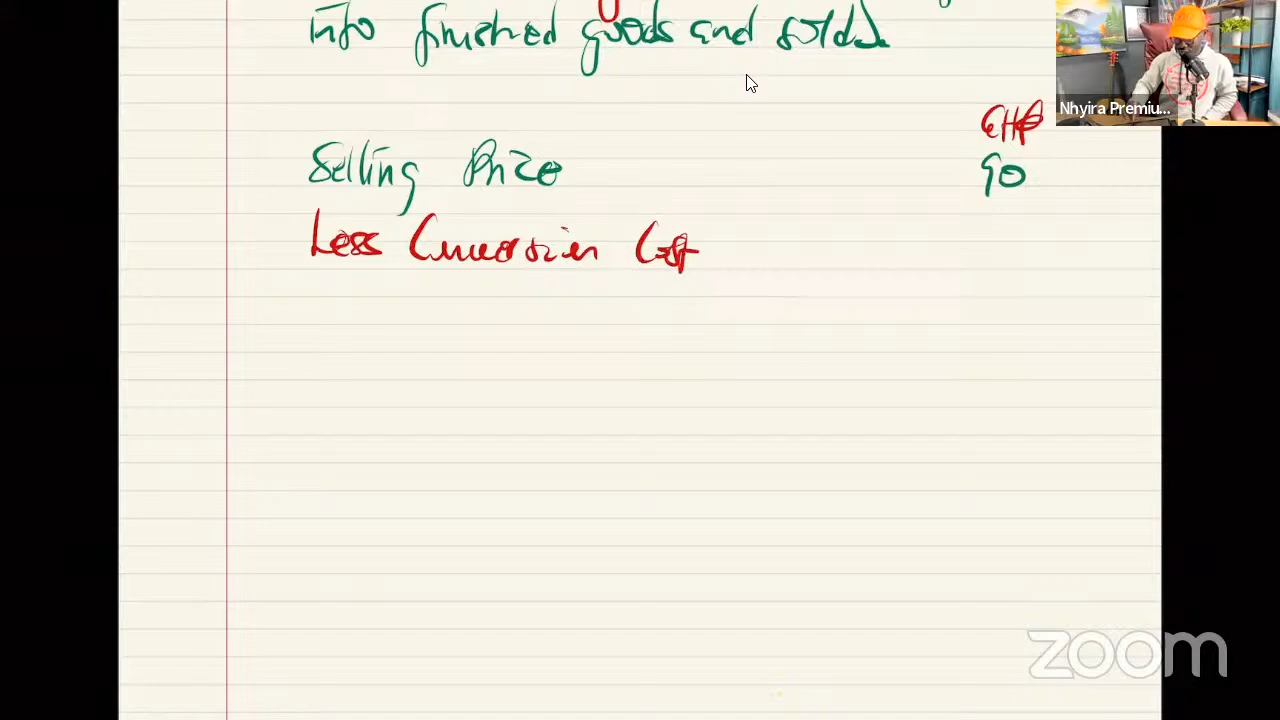 into finished goods and sold.
Nhyira Premiu...
GH₵
Selling Price 90
Less Conversion Cost
zoom